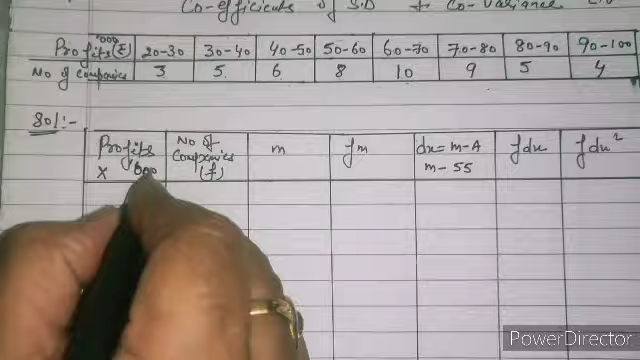 Co-efficients of S.D + Co-Variance
Profits (₹) '000 20-30 30-40 40-50 50-60 60-70 70-80 80-90 90-100
No of companies 3 5 6 8 10 9 5 4
Sol:-
Profits X '000 No of Companies (f) m fm dx = m-A m - 55 fdx fdx²
PowerDirector